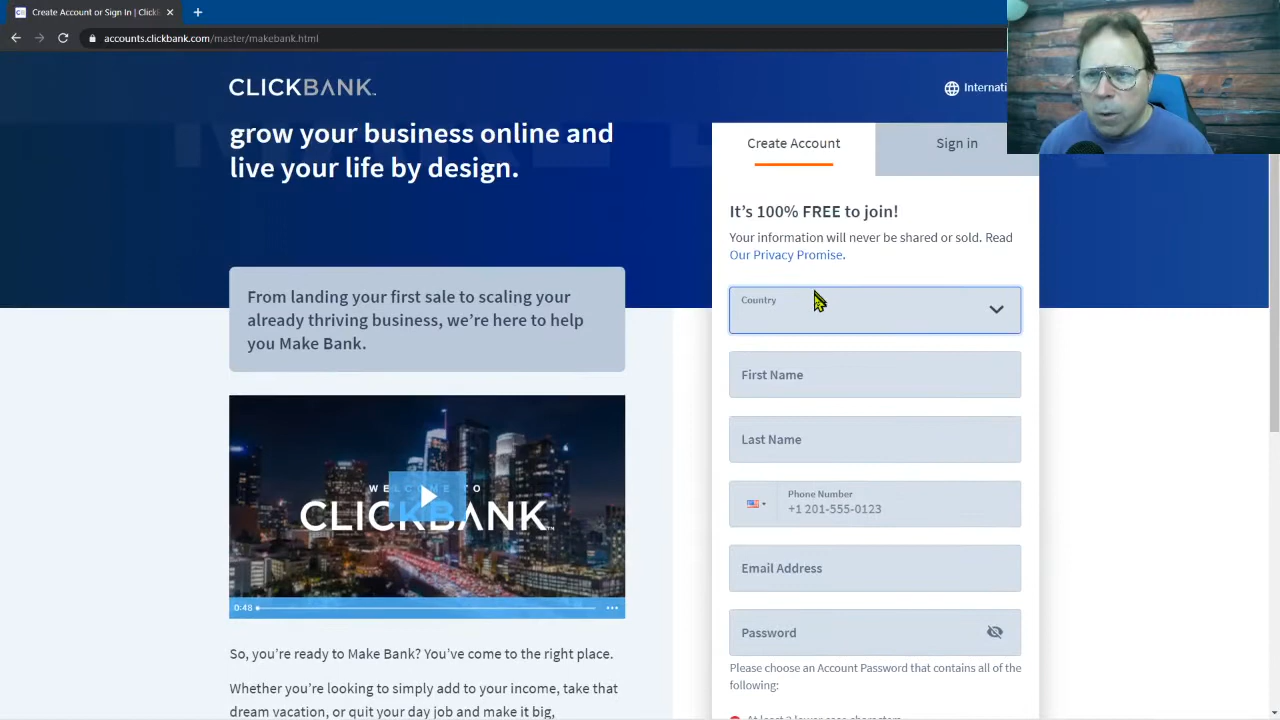 Create Account or Sign In | Clickb
accounts.clickbank.com/master/makebank.html
CLICKBANK
Internati
grow your business online and
live your life by design.
Create Account
Sign in
It's 100% FREE to join!
Your information will never be shared or sold. Read
Our Privacy Promise.
From landing your first sale to scaling your
already thriving business, we're here to help
you Make Bank.
Country
First Name
Last Name
Phone Number
+1 201-555-0123
Email Address
Password
Please choose an Account Password that contains all of the
following:
WELCOME TO
CLICKBANK
0:48
So, you're ready to Make Bank? You've come to the right place.
Whether you're looking to simply add to your income, take that
dream vacation, or quit your day job and make it big,